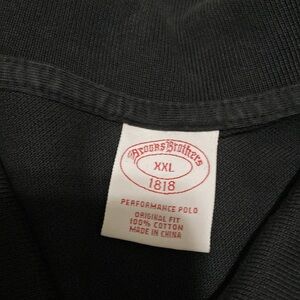 Brooks Brothers
XXL
1818
PERFORMANCE POLO
ORIGINAL FIT
100% COTTON
MADE IN CHINA